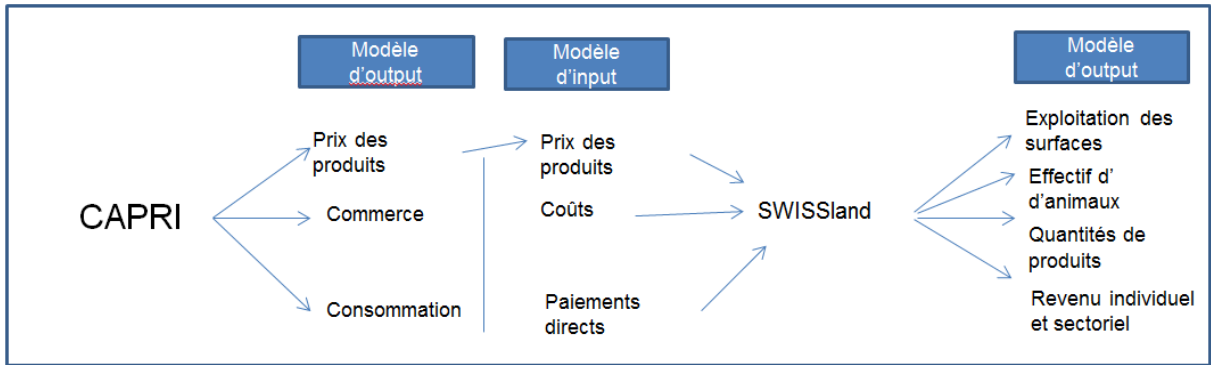 Modèle
d'output
Modèle
d'input
Modèle
d'output
Prix des
produits
Prix des
produits
Exploitation des
surfaces
Effectif d'
d'animaux
CAPRI
Commerce
Coûts
SWISSland
Quantités de
produits
Consommation
Paiements
directs
Revenu individuel
et sectoriel